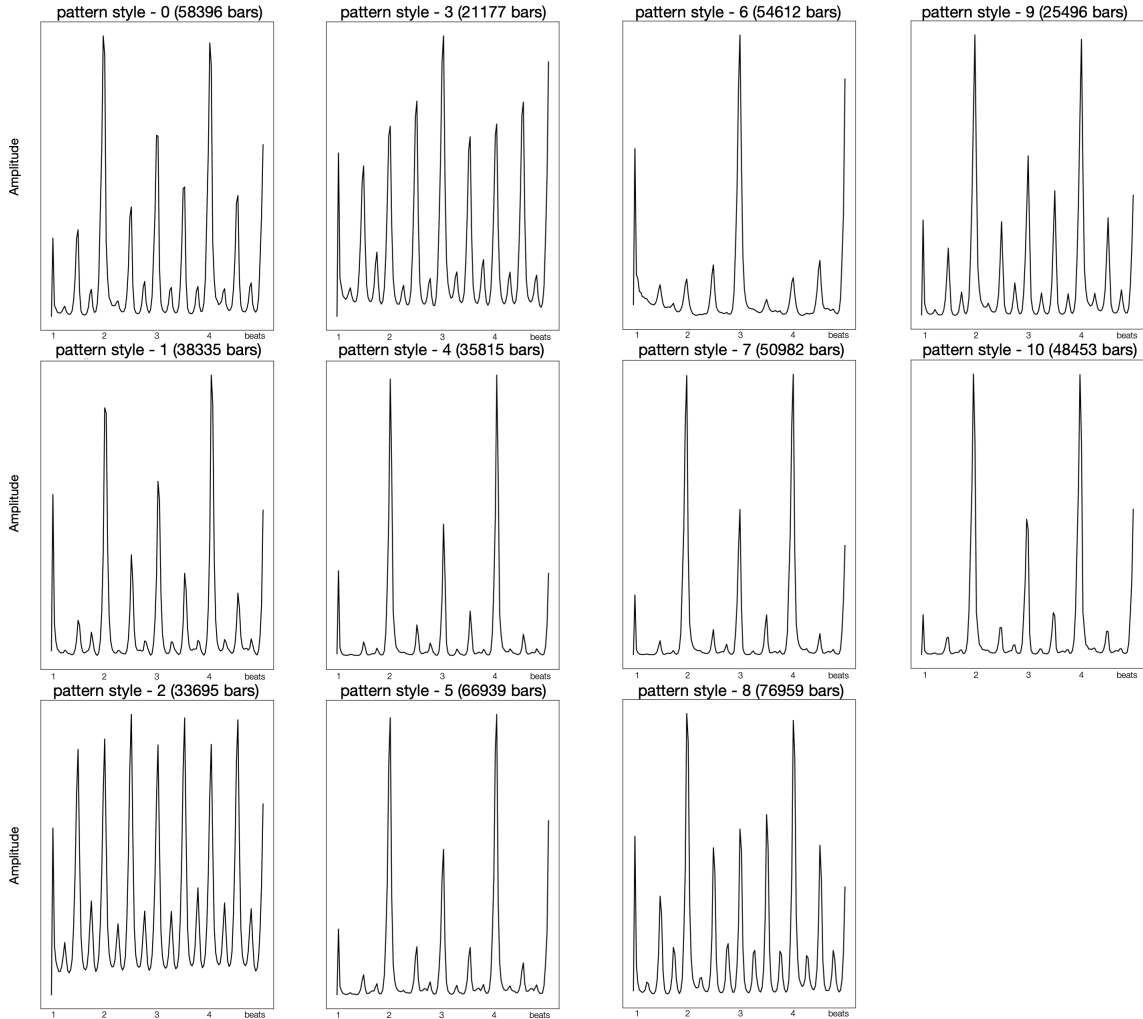 pattern style - 0 (58396 bars)
pattern style - 3 (21177 bars)
pattern style - 6 (54612 bars)
pattern style - 9 (25496 bars)
Amplitude
1 2 3 4 beats
1 2 3 4 beats
1 2 3 4 beats
1 2 3 4 beats
pattern style - 1 (38335 bars)
pattern style - 4 (35815 bars)
pattern style - 7 (50982 bars)
pattern style - 10 (48453 bars)
Amplitude
1 2 3 4 beats
1 2 3 4 beats
1 2 3 4 beats
1 2 3 4 beats
pattern style - 2 (33695 bars)
pattern style - 5 (66939 bars)
pattern style - 8 (76959 bars)
Amplitude
1 2 3 4 beats
1 2 3 4 beats
1 2 3 4 beats